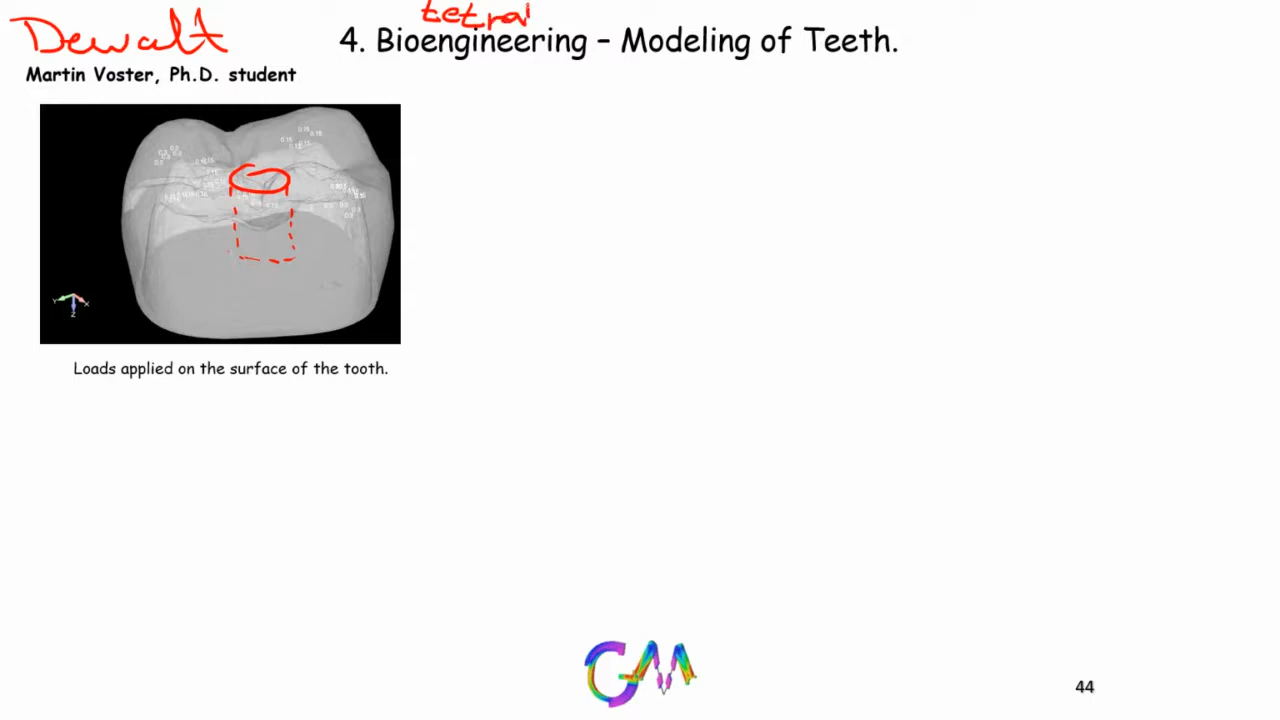 Dewalt
tetra
4. Bioengineering – Modeling of Teeth.
Martin Voster, Ph.D. student
Y
X
Z
Loads applied on the surface of the tooth.
GM
44